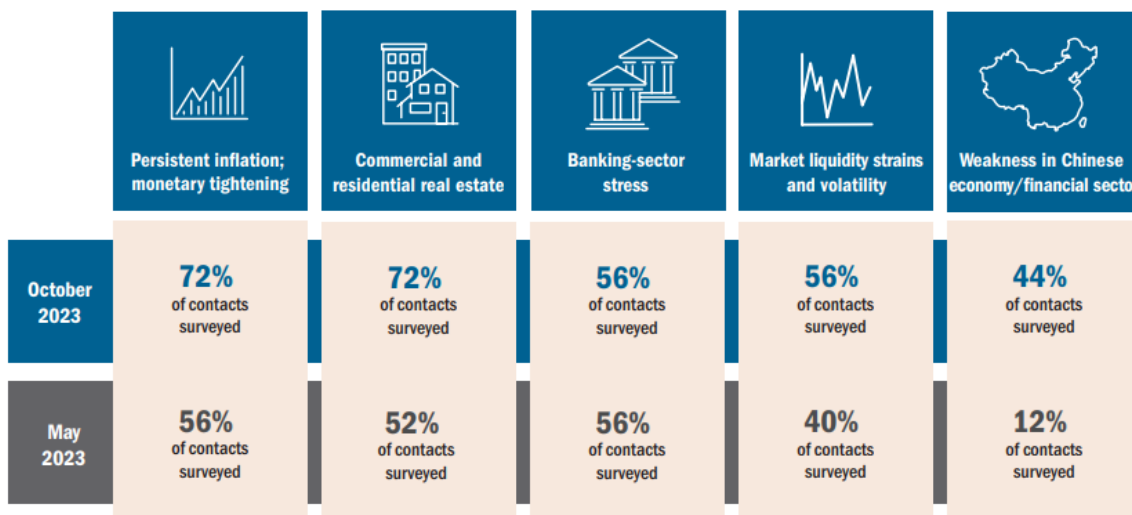 Persistent inflation;
monetary tightening
Commercial and
residential real estate
Banking-sector
stress
Market liquidity strains
and volatility
Weakness in Chinese
economy/financial secto
October
2023
72%
of contacts
surveyed
72%
of contacts
surveyed
56%
of contacts
surveyed
56%
of contacts
surveyed
44%
of contacts
surveyed
May
2023
56%
of contacts
surveyed
52%
of contacts
surveyed
56%
of contacts
surveyed
40%
of contacts
surveyed
12%
of contacts
surveyed